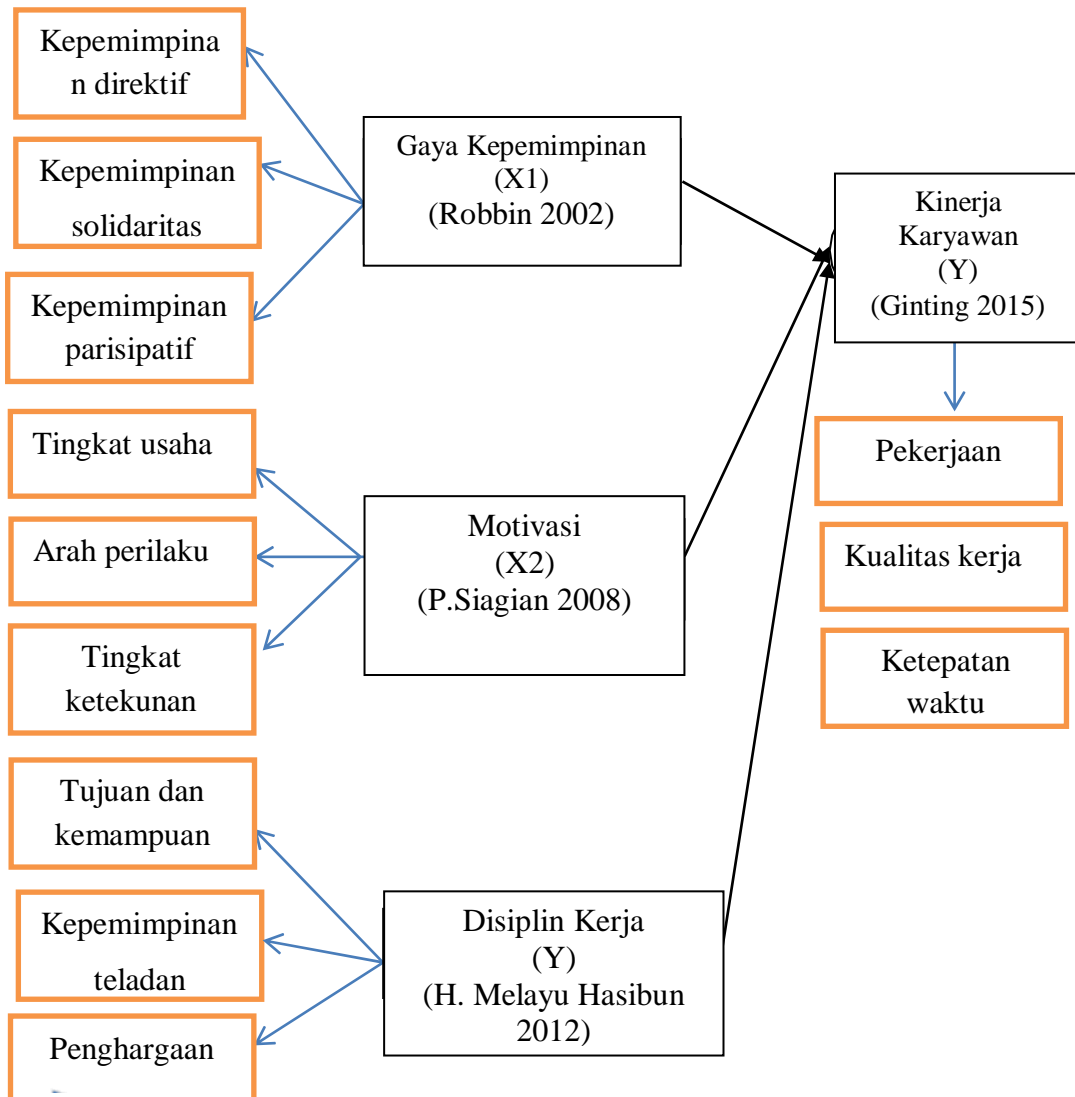 Kepemimpina
n direktif
Kepemimpinan
solidaritas
Kepemimpinan
parisipatif
Gaya Kepemimpinan
(X1)
(Robbin 2002)
Kinerja
Karyawan
(Y)
(Ginting 2015)
Tingkat usaha
Arah perilaku
Tingkat
ketekunan
Motivasi
(X2)
(P.Siagian 2008)
Pekerjaan
Kualitas kerja
Ketepatan
waktu
Tujuan dan
kemampuan
Kepemimpinan
teladan
Penghargaan
Disiplin Kerja
(Y)
(H. Melayu Hasibun
2012)